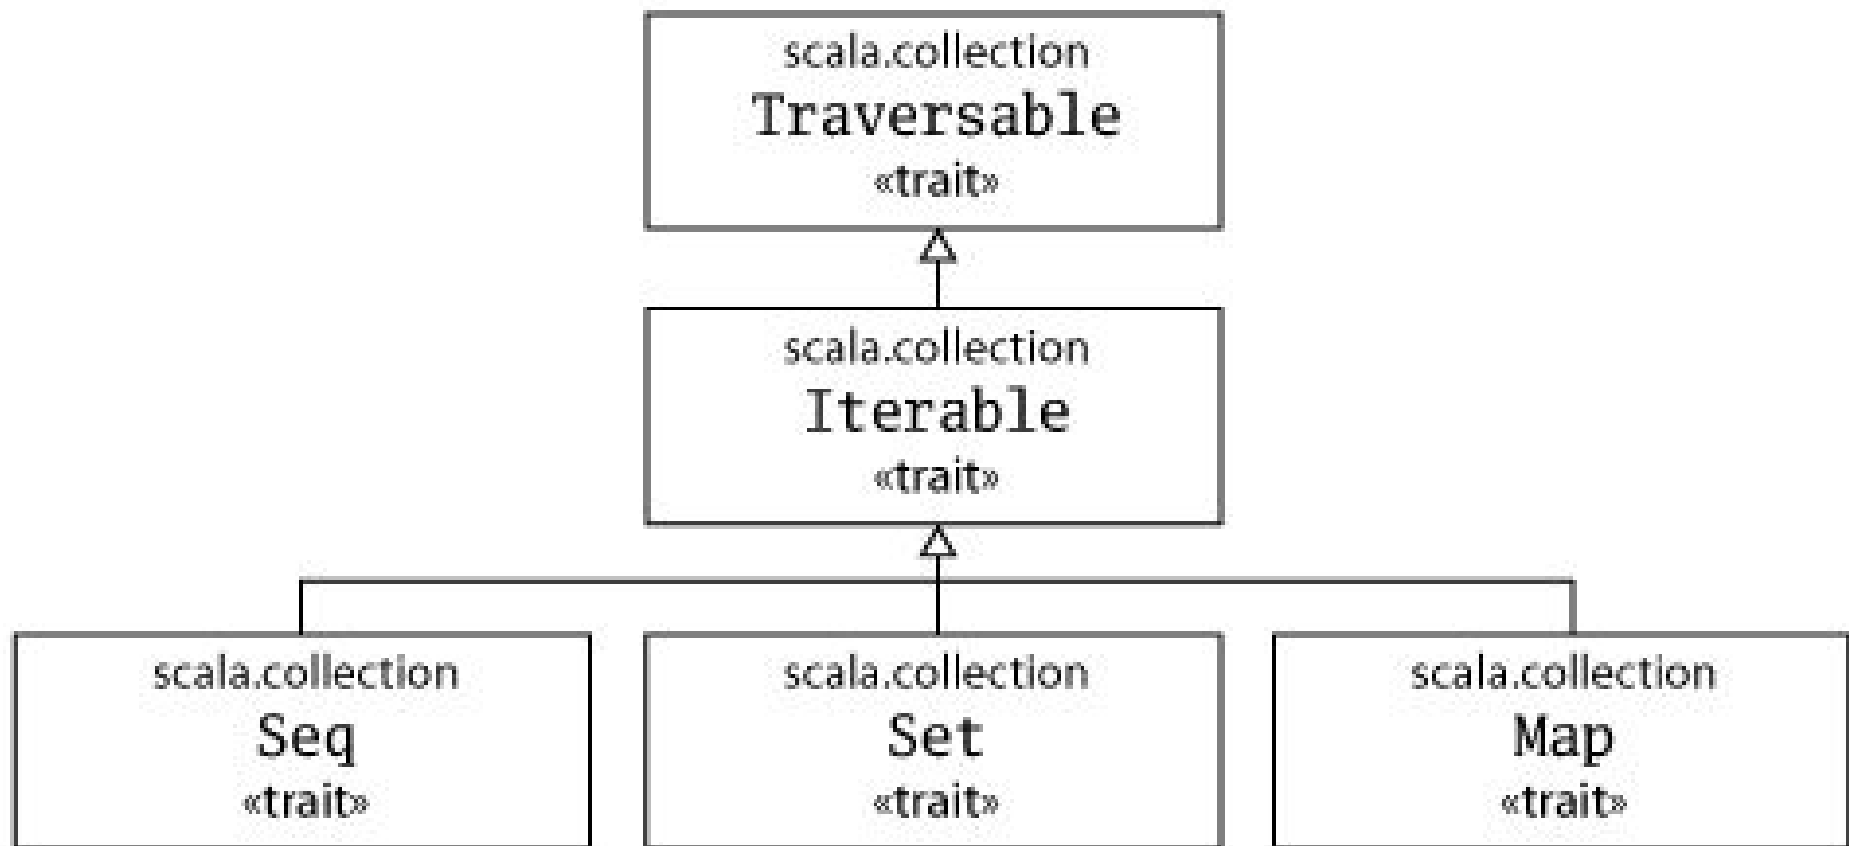 scala.collection
Traversable
«trait»
scala.collection
Iterable
«trait»
scala.collection
Seq
«trait»
scala.collection
Set
«trait»
scala.collection
Map
«trait»